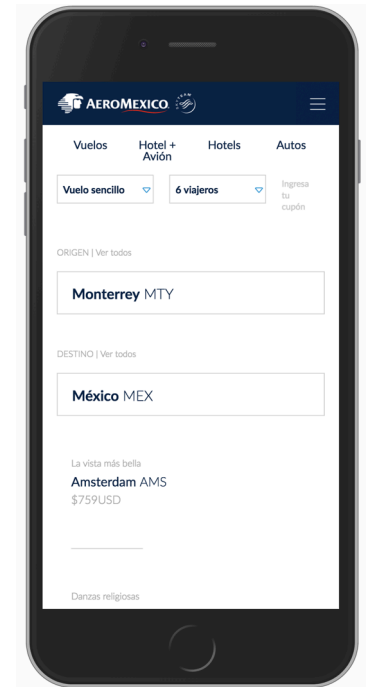 AEROMEXICO.
Vuelos Hotel + Avión Hotels Autos
Vuelo sencillo 6 viajeros Ingresa tu cupón
ORIGEN | Ver todos
Monterrey MTY
DESTINO | Ver todos
México MEX
La vista más bella
Amsterdam AMS
$759USD
Danzas religiosas